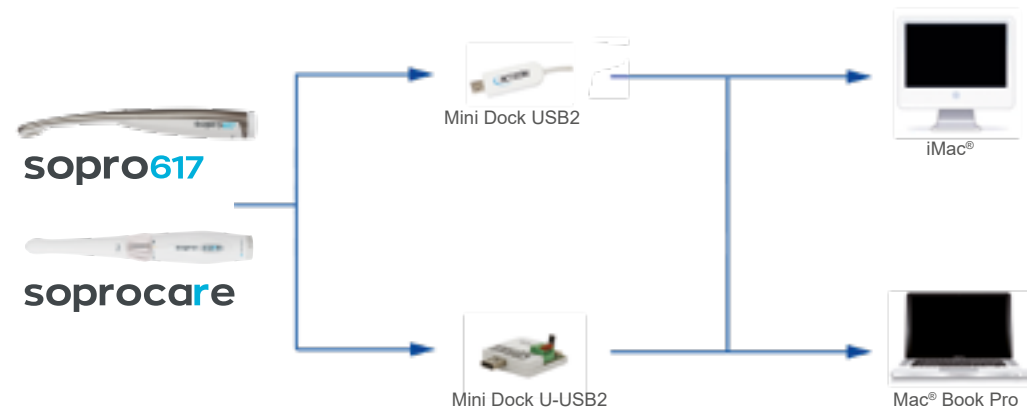 Mini Dock USB2
iMac®
sopro617
soprocare
Mini Dock U-USB2
Mac® Book Pro